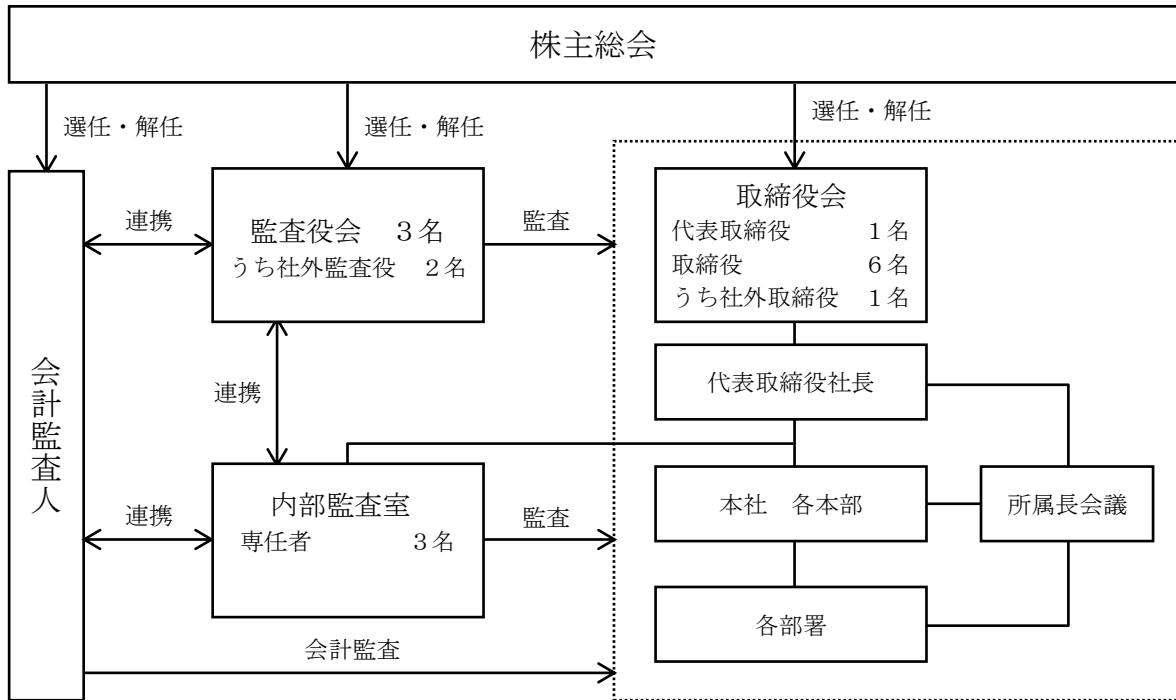 株主総会
選任・解任
選任・解任
選任・解任
会計監査人
連携
監査役会　３名
うち社外監査役　２名
監査
取締役会
代表取締役　１名
取締役　６名
うち社外取締役　１名
連携
代表取締役社長
連携
内部監査室
専任者　３名
監査
本社　各本部
所属長会議
各部署
会計監査